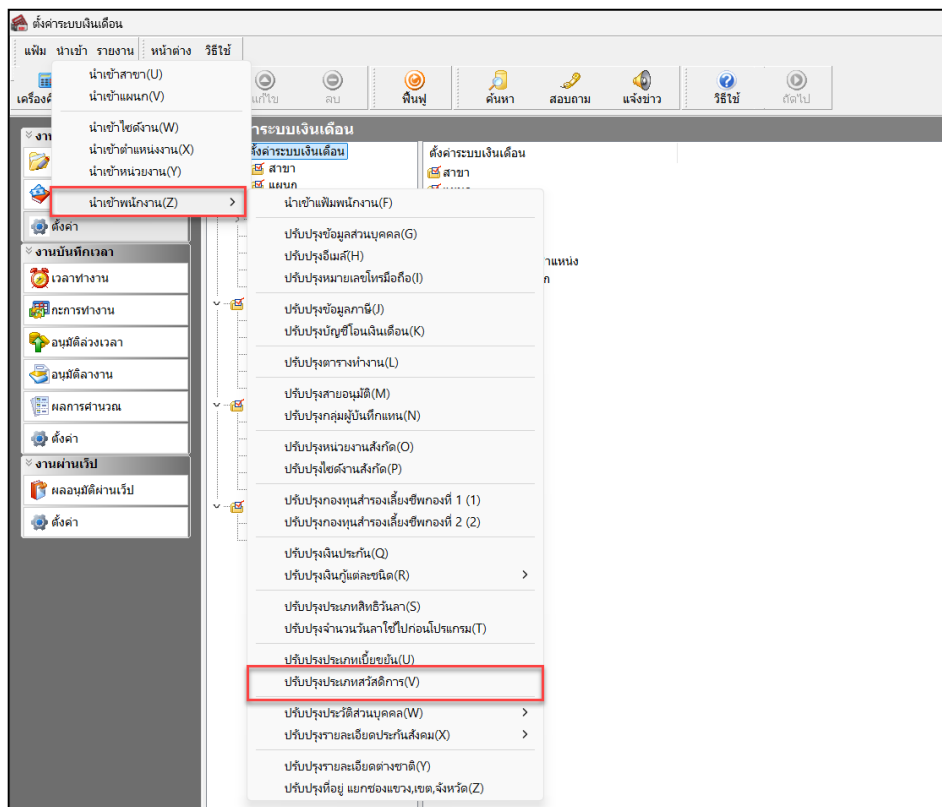 ตั้งค่าระบบเงินเดือน
แฟ้ม นำเข้า รายงาน หน้าต่าง วิธีใช้
แก้ไข ลบ ฟื้นฟู ค้นหา สอบถาม แจ้งข่าว วิธีใช้ ถัดไป
นำเข้าสาขา(U)
นำเข้าแผนก(V)
นำเข้าไซด์งาน(W)
นำเข้าตำแหน่งงาน(X)
นำเข้าหน่วยงาน(Y)
นำเข้าพนักงาน(Z)
ตั้งค่า
งานบันทึกเวลา
เวลาทำงาน
กะการทำงาน
อนุมัติล่วงเวลา
อนุมัติลางาน
ผลการคำนวณ
ตั้งค่า
งานผ่านเว็ป
ผลอนุมัติผ่านเว็ป
ตั้งค่า
ค่าระบบเงินเดือน
ตั้งค่าระบบเงินเดือน
สาขา
แผนก
ตั้งค่าระบบเงินเดือน
สาขา
นำเข้าแฟ้มพนักงาน(F)
ปรับปรุงข้อมูลส่วนบุคคล(G)
ปรับปรุงอีเมล์(H)
ปรับปรุงหมายเลขโทรมือถือ(I)
ปรับปรุงข้อมูลภาษี(J)
ปรับปรุงบัญชีโอนเงินเดือน(K)
ปรับปรุงตารางทำงาน(L)
ปรับปรุงสายอนุมัติ(M)
ปรับปรุงกลุ่มผู้บันทึกแทน(N)
ปรับปรุงหน่วยงานสังกัด(O)
ปรับปรุงไซด์งานสังกัด(P)
ปรับปรุงกองทุนสำรองเลี้ยงชีพกองที่ 1 (1)
ปรับปรุงกองทุนสำรองเลี้ยงชีพกองที่ 2 (2)
ปรับปรุงเงินประกัน(Q)
ปรับปรุงเงินกู้แต่ละชนิด(R)
ปรับปรุงประเภทสิทธิวันลา(S)
ปรับปรุงจำนวนวันลาใช้ไปก่อนโปรแกรม(T)
ปรับปรุงประเภทเบี้ยขยัน(U)
ปรับปรุงประเภทสวัสดิการ(V)
ปรับปรุงประวัติส่วนบุคคล(W)
ปรับปรุงรายละเอียดประกันสังคม(X)
ปรับปรุงรายละเอียดต่างชาติ(Y)
ปรับปรุงที่อยู่ แยกช่องแขวง,เขต,จังหวัด(Z)